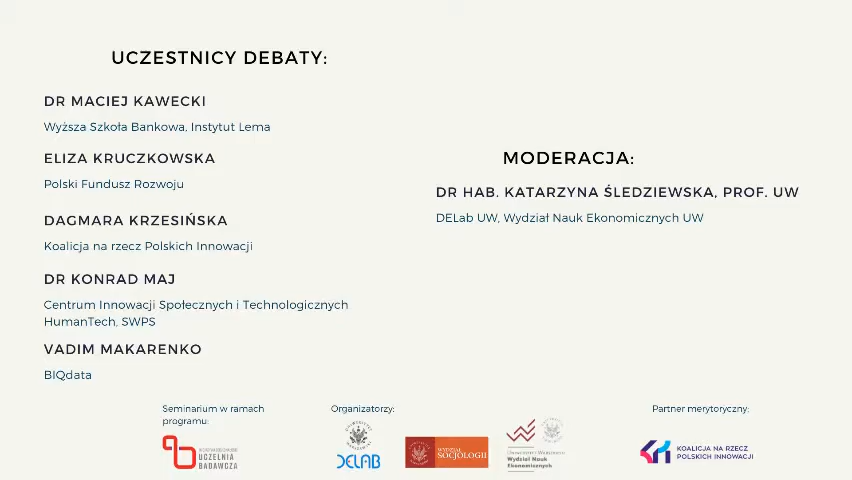 UCZESTNICY DEBATY:
DR MACIEJ KAWECKI
Wyższa Szkoła Bankowa, Instytut Lema
ELIZA KRUCZKOWSKA
Polski Fundusz Rozwoju
DAGMARA KRZESIŃSKA
Koalicja na rzecz Polskich Innowacji
DR KONRAD MAJ
Centrum Innowacji Społecznych i Technologicznych
HumanTech, SWPS
VADIM MAKARENKO
BIQdata
MODERACJA:
DR HAB. KATARZYNA ŚLEDZIEWSKA, PROF. UW
DELab UW, Wydział Nauk Ekonomicznych UW
Seminarium w ramach
programu:
UCZELNIA
BADAWCZA
Organizatorzy:
DELAB
WYDZIAŁ
SOCJOLOGII
Uniwersytet Warszawski
Wydział Nauk
Ekonomicznych
Partner merytoryczny:
KOALICJA NA RZECZ
POLSKICH INNOWACJI